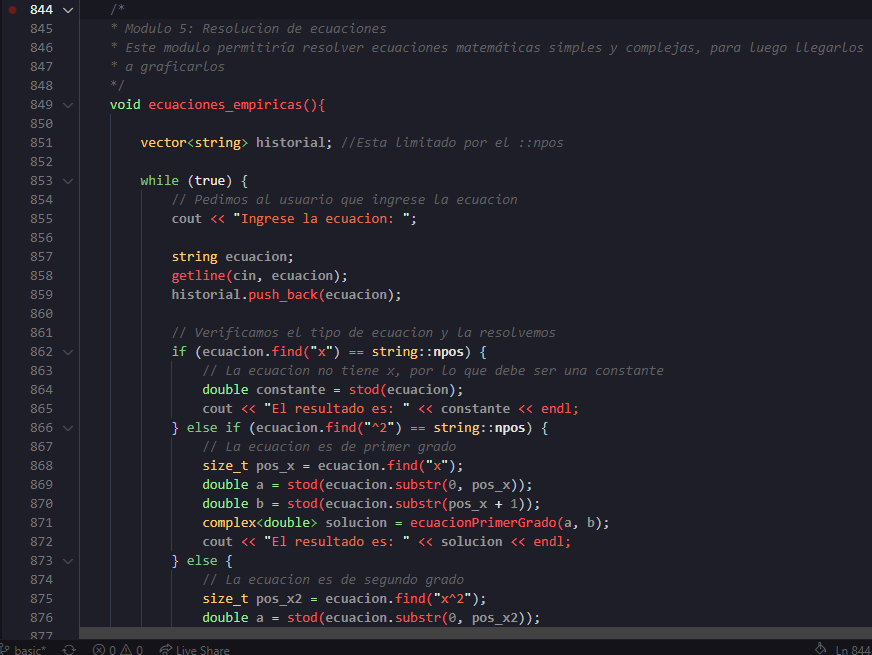 844 /*
845 * Modulo 5: Resolucion de ecuaciones
846 * Este modulo permitiría resolver ecuaciones matemáticas simples y complejas, para luego llegarlos
847 * a graficarlos
848 */
849 void ecuaciones_empiricas(){
850
851 vector<string> historial; //Esta limitado por el ::npos
852
853 while (true) {
854 // Pedimos al usuario que ingrese la ecuacion
855 cout << "Ingrese la ecuacion: ";
856
857 string ecuacion;
858 getline(cin, ecuacion);
859 historial.push_back(ecuacion);
860
861 // Verificamos el tipo de ecuacion y la resolvemos
862 if (ecuacion.find("x") == string::npos) {
863 // La ecuacion no tiene x, por lo que debe ser una constante
864 double constante = stod(ecuacion);
865 cout << "El resultado es: " << constante << endl;
866 } else if (ecuacion.find("^2") == string::npos) {
867 // La ecuacion es de primer grado
868 size_t pos_x = ecuacion.find("x");
869 double a = stod(ecuacion.substr(0, pos_x));
870 double b = stod(ecuacion.substr(pos_x + 1));
871 complex<double> solucion = ecuacionPrimerGrado(a, b);
872 cout << "El resultado es: " << solucion << endl;
873 } else {
874 // La ecuacion es de segundo grado
875 size_t pos_x2 = ecuacion.find("x^2");
876 double a = stod(ecuacion.substr(0, pos_x2));
877
basic* 0 0 Live Share Ln 844